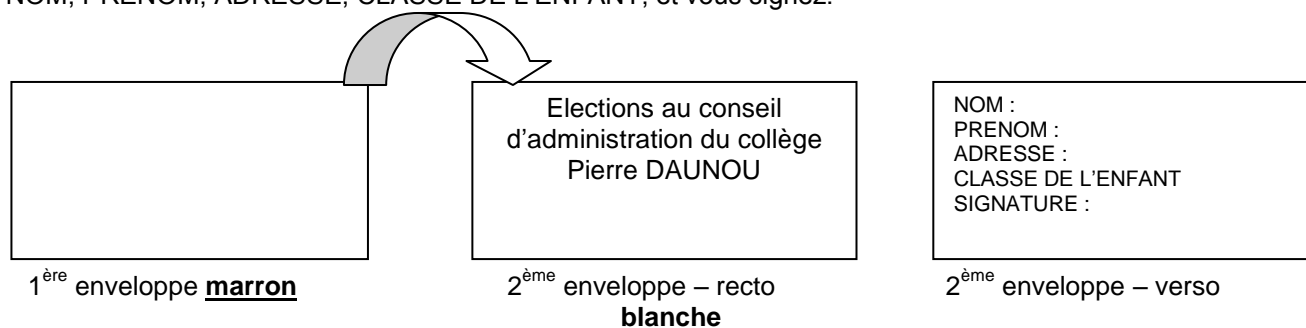 NOM, PRENOM, ADRESSE, CLASSE DE L'ENFANT, et vous signez.
Elections au conseil
d'administration du collège
Pierre DAUNOU
NOM :
PRENOM :
ADRESSE :
CLASSE DE L'ENFANT
SIGNATURE :
1ère enveloppe marron
2ème enveloppe – recto
blanche
2ème enveloppe – verso